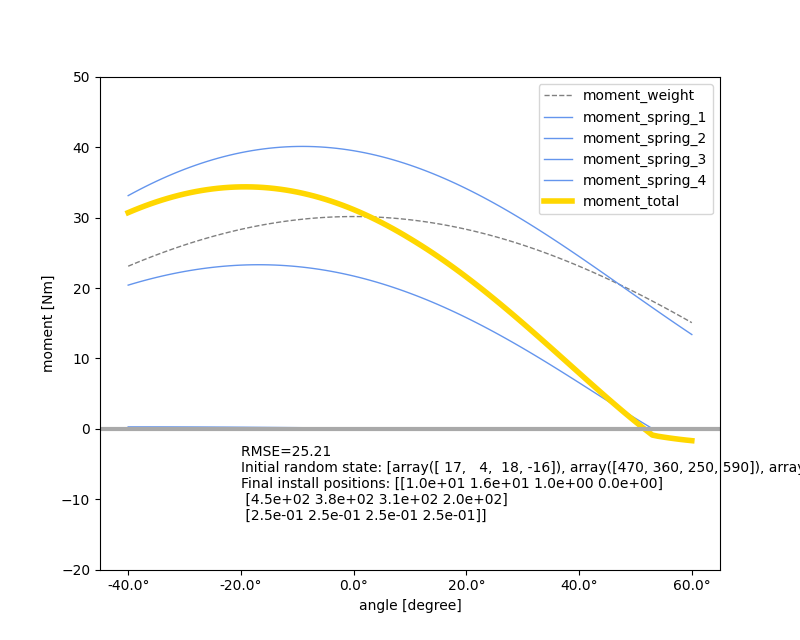 50
40
30
20
10
0
−10
−20
moment [Nm]
moment_weight
moment_spring_1
moment_spring_2
moment_spring_3
moment_spring_4
moment_total
RMSE=25.21
Initial random state: [array([ 17,   4,  18, -16]), array([470, 360, 250, 590]), array
Final install positions: [[1.0e+01 1.6e+01 1.0e+00 0.0e+00]
[4.5e+02 3.8e+02 3.1e+02 2.0e+02]
[2.5e-01 2.5e-01 2.5e-01 2.5e-01]]
-40.0° -20.0° 0.0° 20.0° 40.0° 60.0°
angle [degree]